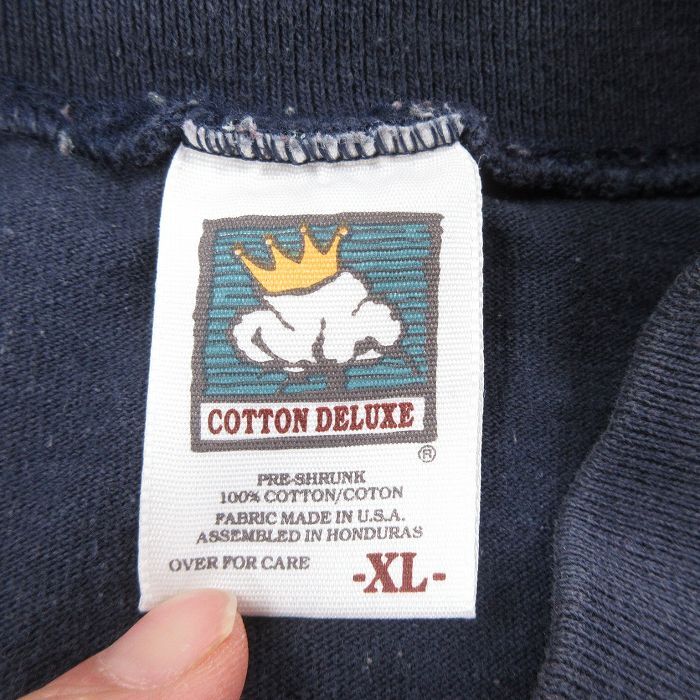 COTTON DELUXE
®
PRE-SHRUNK
100% COTTON/COTON
FABRIC MADE IN U.S.A.
ASSEMBLED IN HONDURAS
OVER FOR CARE
-XL-